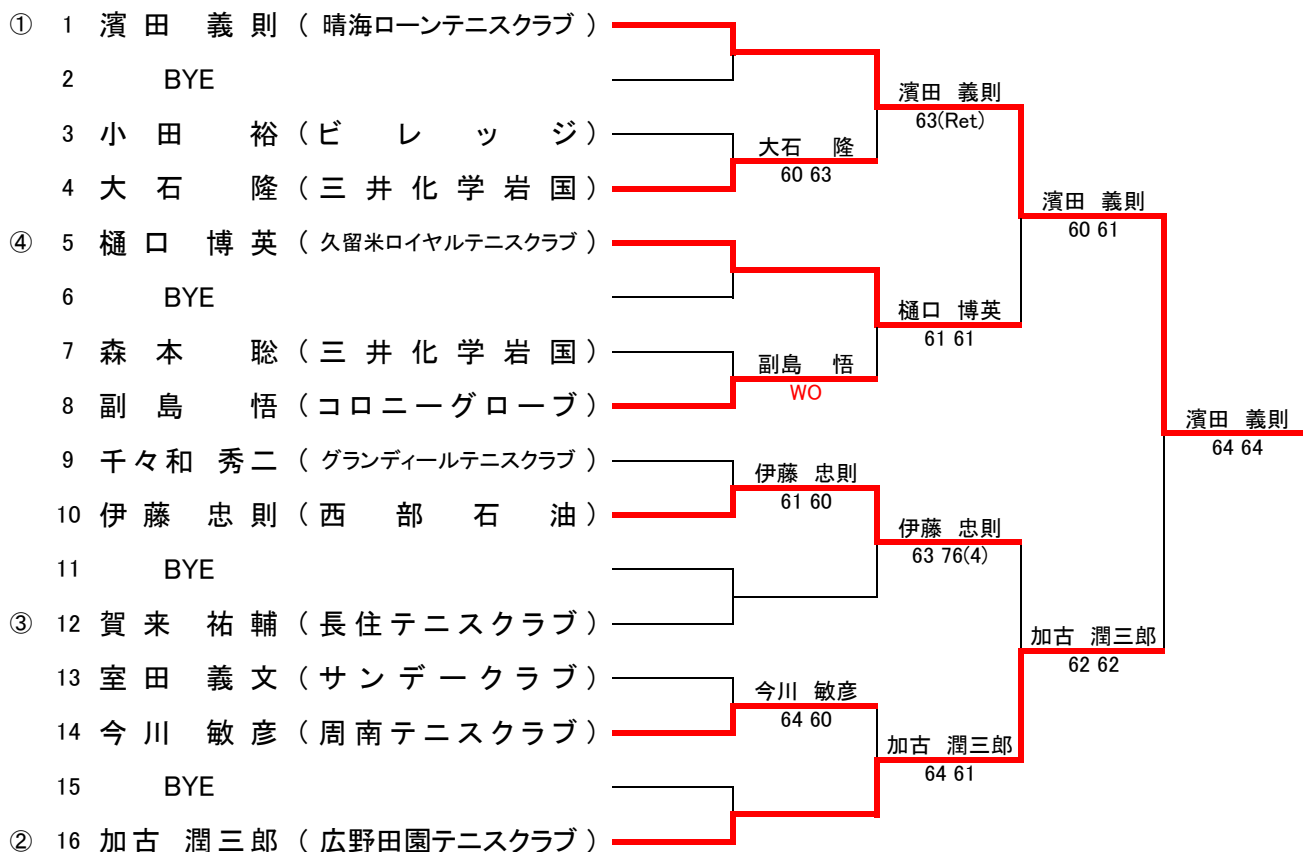 ① 1 濱田 義則 ( 晴海ローンテニスクラブ )
2 BYE
濱田 義則
63(Ret)
3 小田 裕 ( ビレッジ )
大石 隆
60 63
4 大石 隆 ( 三井化学岩国 )
濱田 義則
60 61
④ 5 樋口 博英 ( 久留米ロイヤルテニスクラブ )
6 BYE
樋口 博英
61 61
7 森本 聡 ( 三井化学岩国 )
副島 悟
WO
8 副島 悟 ( コロニーグローブ )
濱田 義則
64 64
9 千々和 秀二 ( グランディールテニスクラブ )
伊藤 忠則
61 60
10 伊藤 忠則 ( 西部石油 )
伊藤 忠則
63 76(4)
11 BYE
③ 12 賀来 祐輔 ( 長住テニスクラブ )
加古 潤三郎
62 62
13 室田 義文 ( サンデークラブ )
今川 敏彦
64 60
14 今川 敏彦 ( 周南テニスクラブ )
加古 潤三郎
64 61
15 BYE
② 16 加古 潤三郎 ( 広野田園テニスクラブ )